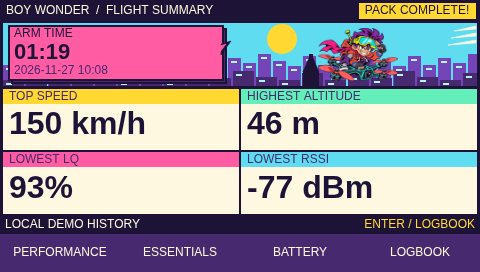 BOY WONDER / FLIGHT SUMMARY
PACK COMPLETE!
ARM TIME
01:19
2026-11-27 10:08
TOP SPEED
150 km/h
HIGHEST ALTITUDE
46 m
LOWEST LQ
93%
LOWEST RSSI
-77 dBm
LOCAL DEMO HISTORY
ENTER / LOGBOOK
PERFORMANCE
ESSENTIALS
BATTERY
LOGBOOK